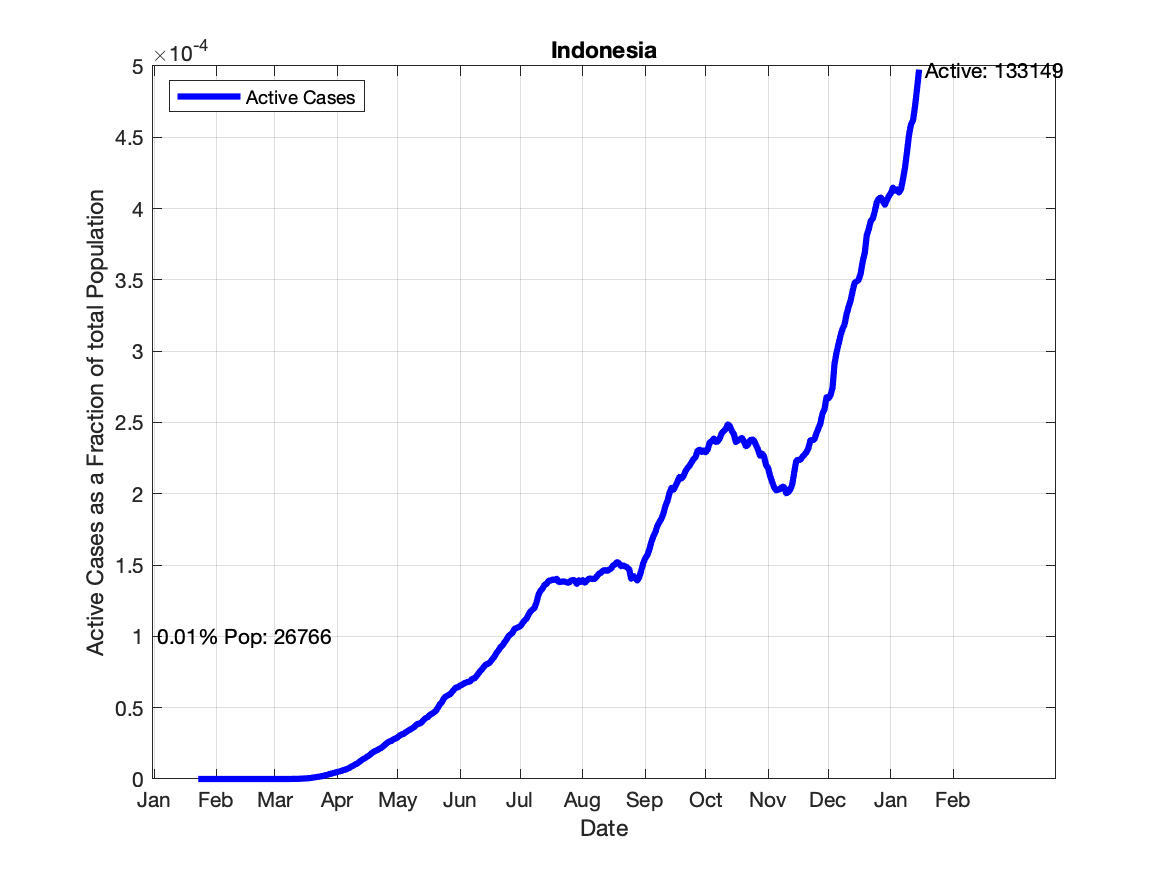 Indonesia
×10-4
5
4.5
4
3.5
3
2.5
2
1.5
1
0.5
0
Active Cases
Active: 133149
0.01% Pop: 26766
Active Cases as a Fraction of total Population
Jan Feb Mar Apr May Jun Jul Aug Sep Oct Nov Dec Jan Feb
Date